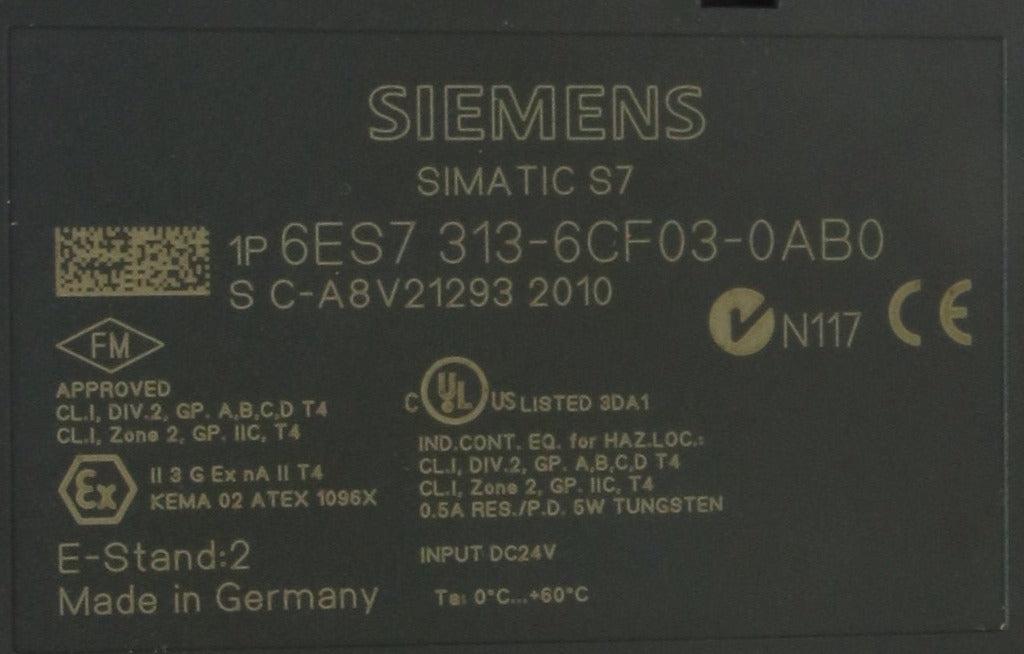 SIEMENS
SIMATIC S7
1P 6ES7 313-6CF03-0AB0
S C-A8V21293 2010
N117 CE
FM
APPROVED
CL.I, DIV.2, GP. A,B,C,D T4
CL.I, Zone 2, GP. IIC, T4
Ex
II 3 G Ex nA II T4
KEMA 02 ATEX 1096X
E-Stand:2
Made in Germany
C UL US LISTED 3DA1
IND.CONT. EQ. for HAZ.LOC.:
CL.I, DIV.2, GP. A,B,C,D T4
CL.I, Zone 2, GP. IIC, T4
0.5A RES./P.D. 5W TUNGSTEN
INPUT DC24V
Ta: 0°C...+60°C